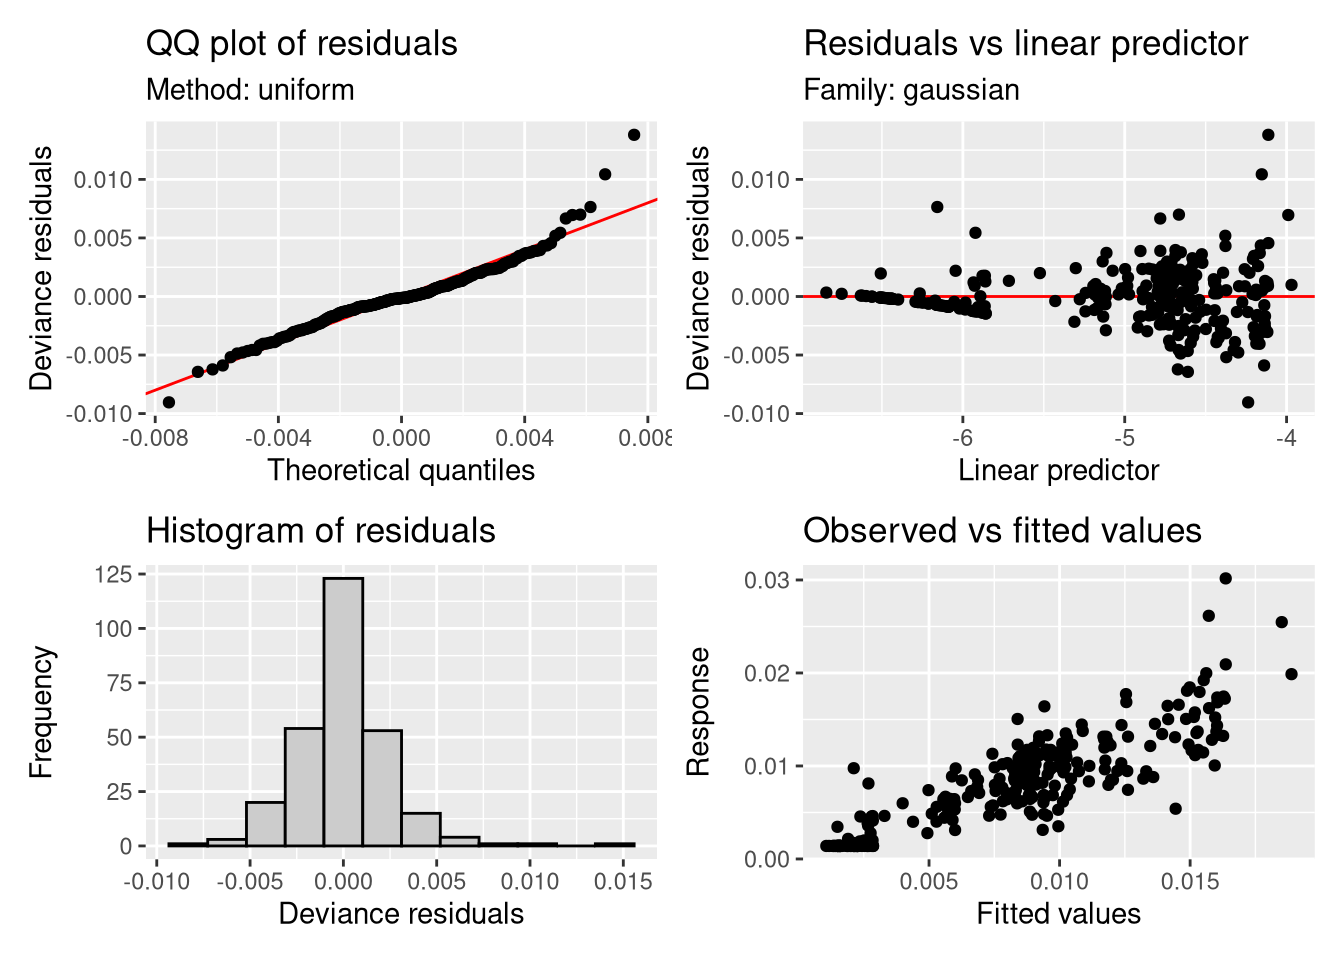 QQ plot of residuals
Method: uniform
Deviance residuals
0.010
0.005
0.000
-0.005
-0.010
-0.008
-0.004
0.000
0.004
0.008
Theoretical quantiles
Residuals vs linear predictor
Family: gaussian
Deviance residuals
0.010
0.005
0.000
-0.005
-0.010
-6
-5
-4
Linear predictor
Histogram of residuals
Frequency
125
100
75
50
25
0
-0.010
-0.005
0.000
0.005
0.010
0.015
Deviance residuals
Observed vs fitted values
Response
0.03
0.02
0.01
0.00
0.005
0.010
0.015
Fitted values